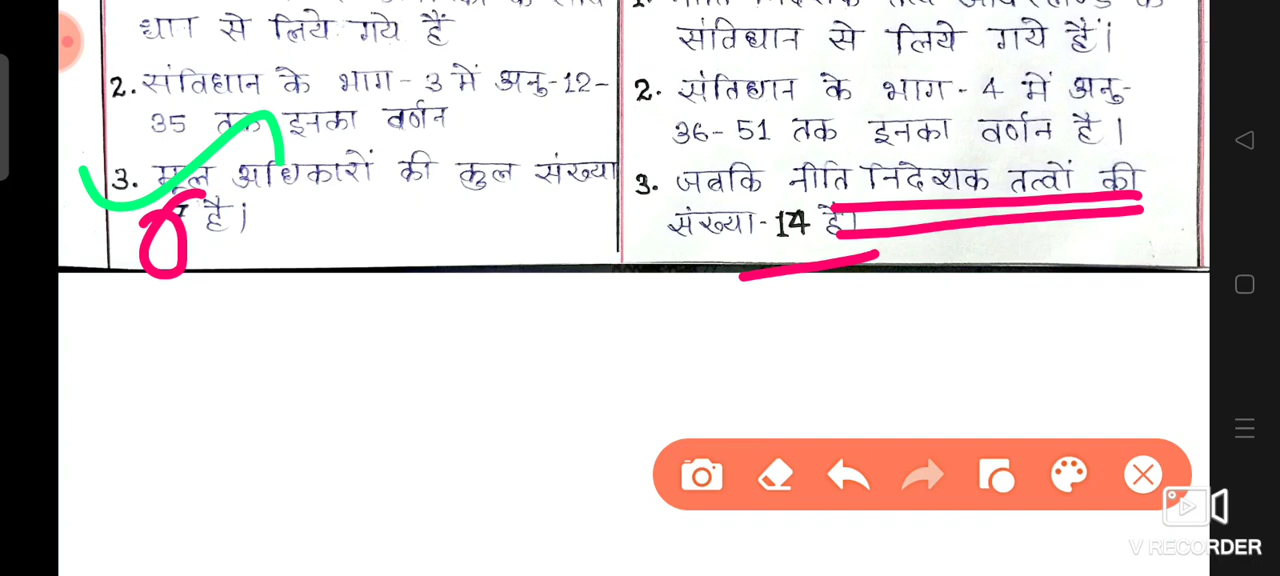 धान से लिये गये हैं
2. संविधान के भाग - 3 में अनु-12-
35 तक इनका वर्णन
3. मूल अधिकारों की कुल संख्या
है।
संविधान से लिये गये हैं।
2. संविधान के भाग - 4 में अनु-
36-51 तक इनका वर्णन है।
3. जबकि नीति निदेशक तत्वों की
संख्या-14 है।
V RECORDER